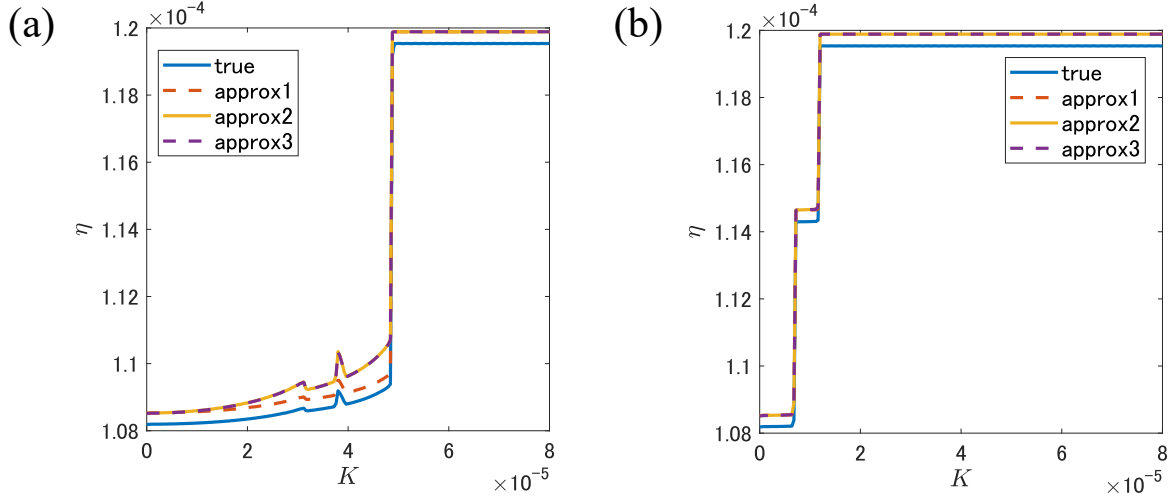 (a)
×10⁻⁴
1.2
1.18
1.16
1.14
1.12
1.1
1.08
η
true
approx1
approx2
approx3
0 2 4 6 8
K
×10⁻⁵
(b)
×10⁻⁴
1.2
1.18
1.16
1.14
1.12
1.1
1.08
η
true
approx1
approx2
approx3
0 2 4 6 8
K
×10⁻⁵